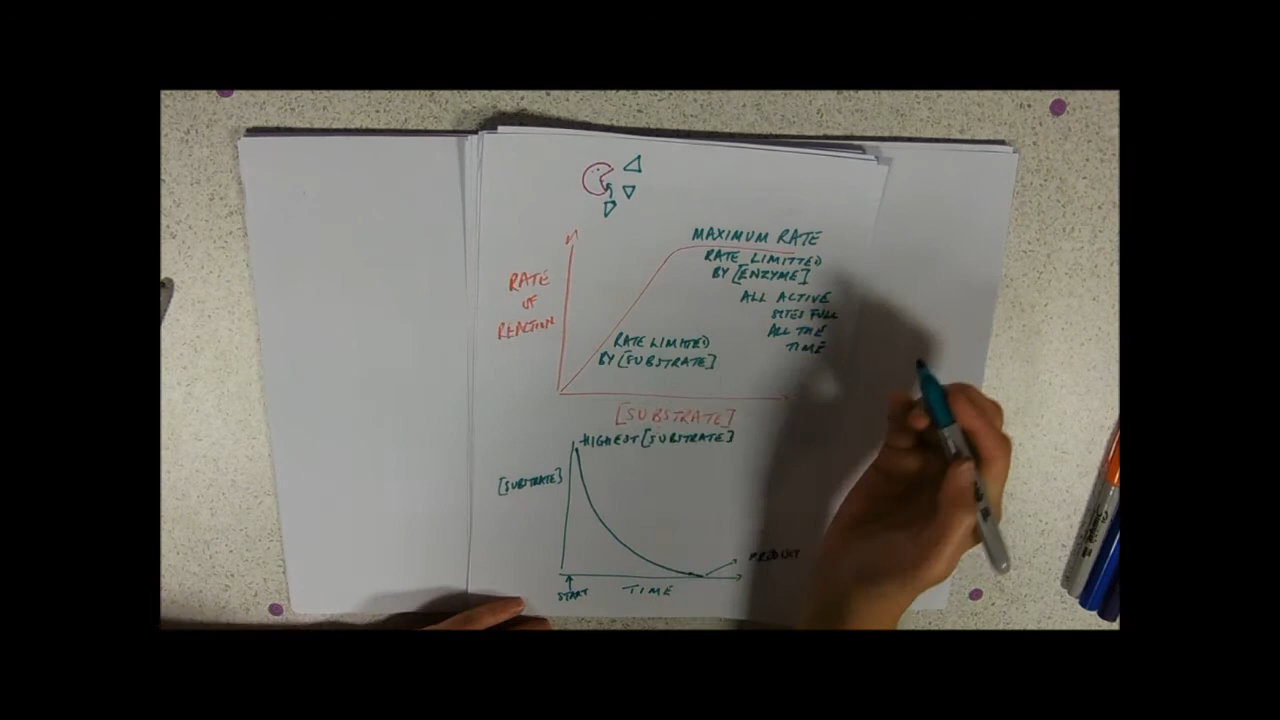 MAXIMUM RATE
RATE LIMITTED
BY [ENZYME]
ALL ACTIVE
SITES FULL
ALL THE
TIME
RATE
OF
REACTION
RATE LIMITED
BY [SUBSTRATE]
[SUBSTRATE]
HIGHEST [SUBSTRATE]
[SUBSTRATE]
PRODUCT
START
TIME